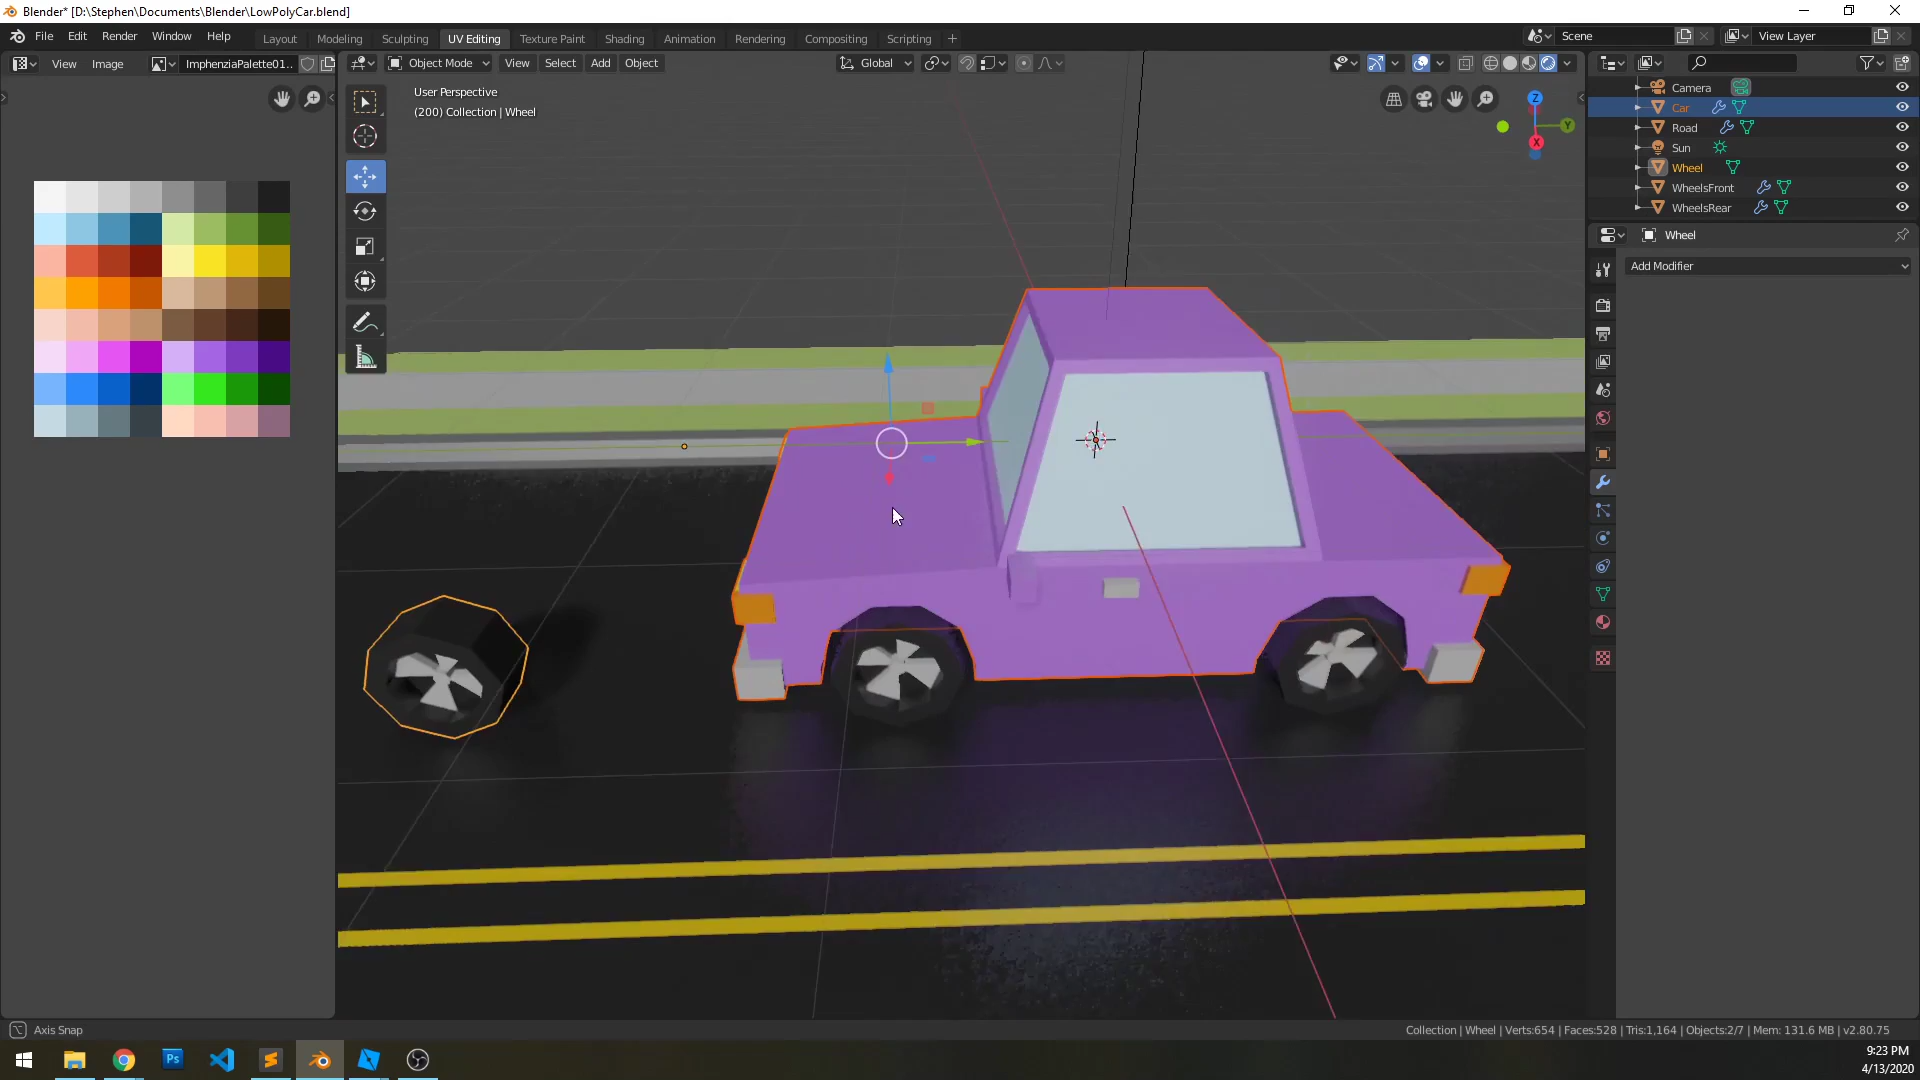 Blender* [D:\Stephen\Documents\Blender\LowPolyCar.blend]
File Edit Render Window Help
Layout Modeling Sculpting UV Editing Texture Paint Shading Animation Rendering Compositing Scripting +
Scene
View Layer
View Image
ImphenziaPalette01..
Object Mode
View Select Add Object
Global
User Perspective
(200) Collection | Wheel
Z
Y
X
Camera
Car
Road
Sun
Wheel
WheelsFront
WheelsRear
Wheel
Add Modifier
Axis Snap
Collection | Wheel | Verts:654 | Faces:528 | Tris:1,164 | Objects:2/7 | Mem: 131.6 MB | v2.80.75
Ps
9:23 PM
4/13/2020